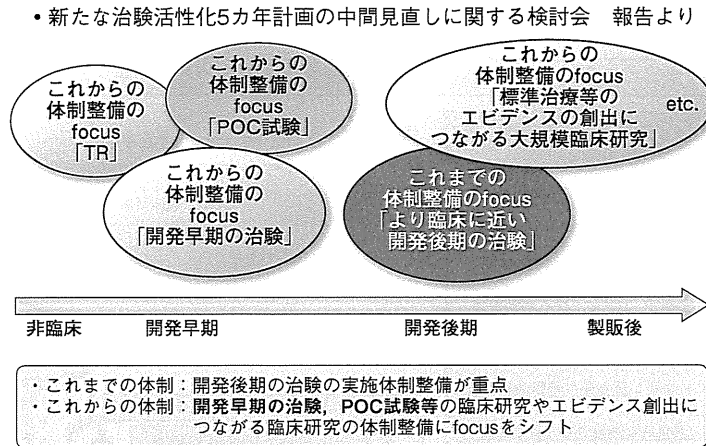 ・新たな治験活性化5カ年計画の中間見直しに関する検討会　報告より
これからの
体制整備の
focus
「TR」
これからの
体制整備の
focus
「POC試験」
これからの
体制整備の
focus
「開発早期の治験」
これからの
体制整備のfocus
「標準治療等の
エビデンスの創出に
つながる大規模臨床研究」
etc.
これまでの
体制整備のfocus
「より臨床に近い
開発後期の治験」
非臨床　開発早期　開発後期　製販後
・これまでの体制：開発後期の治験の実施体制整備が重点
・これからの体制：開発早期の治験，POC試験等の臨床研究やエビデンス創出に
つながる臨床研究の体制整備にfocusをシフト